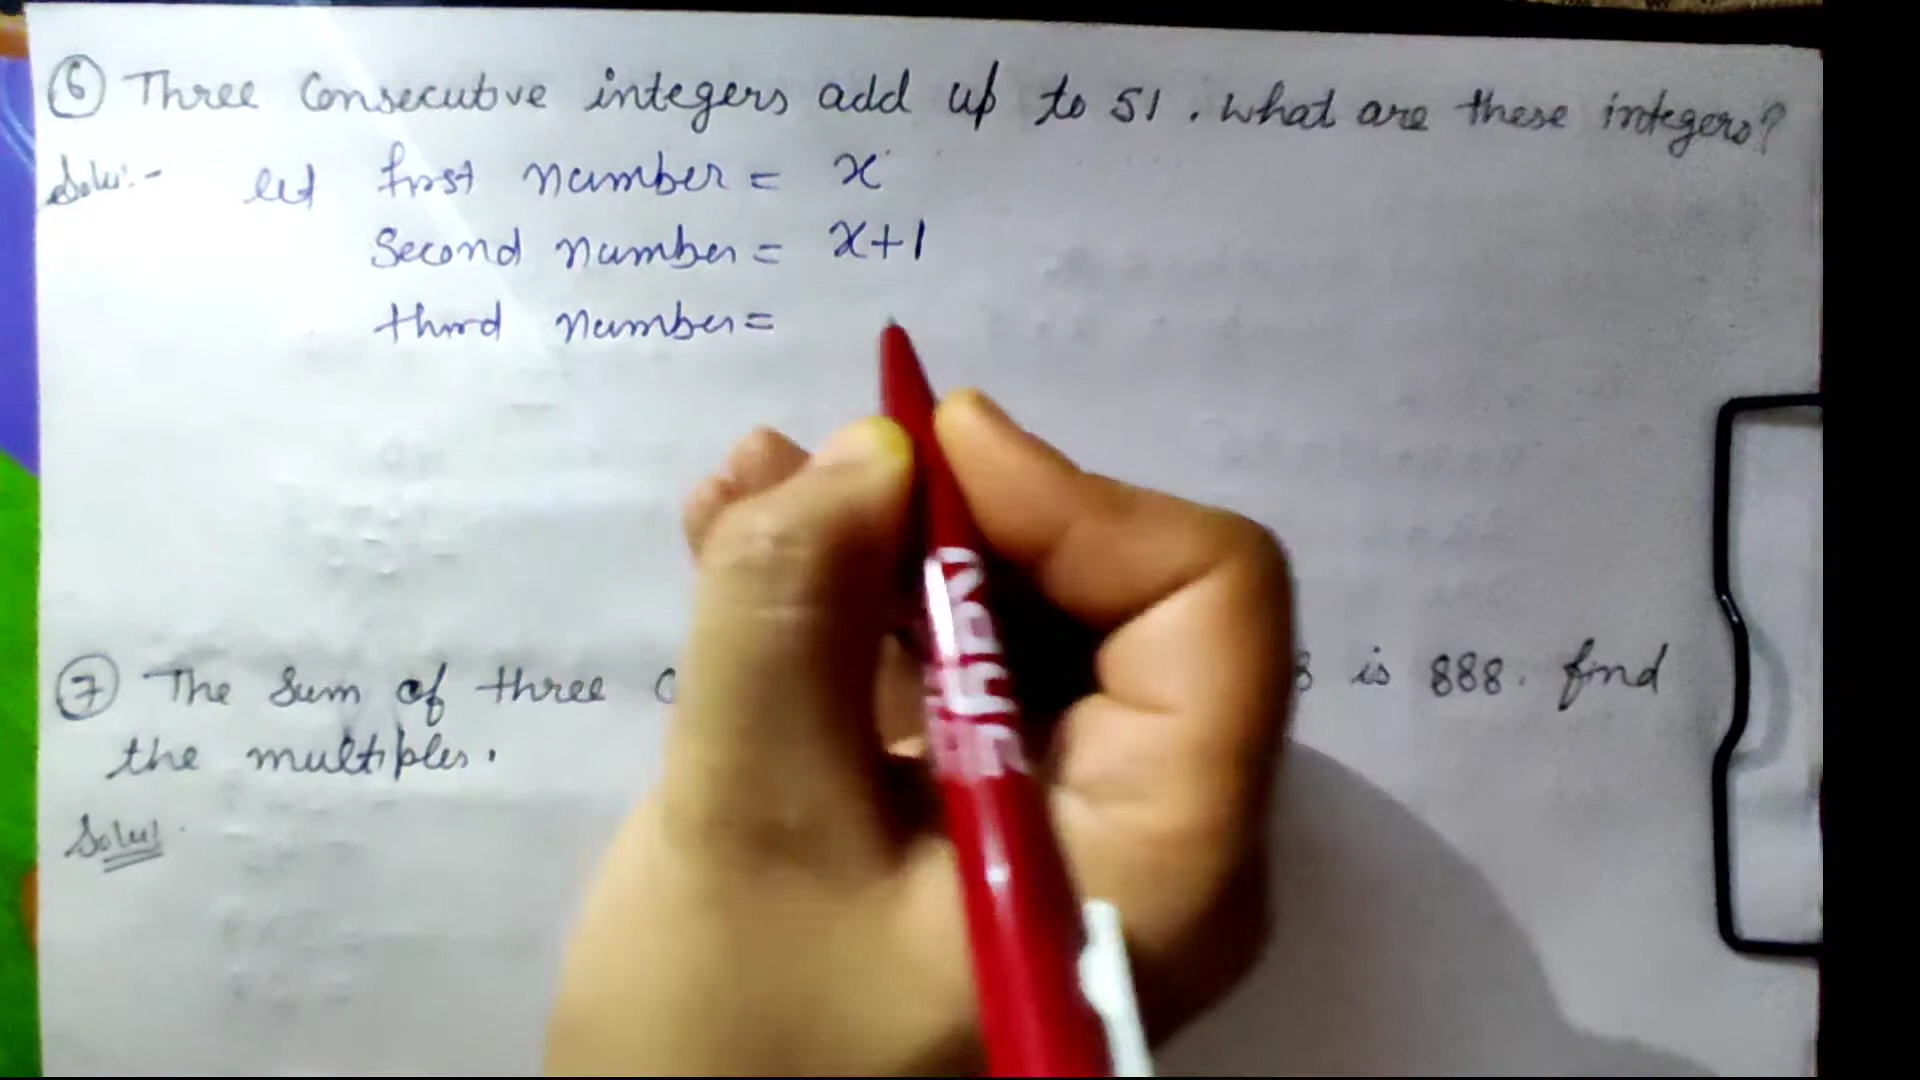 6 Three Consecutive integers add up to 51. What are these integers?
Solu:- let first number = x
Second number = x+1
third number =
7 The Sum of three is 888. find
the multiples.
Solu: